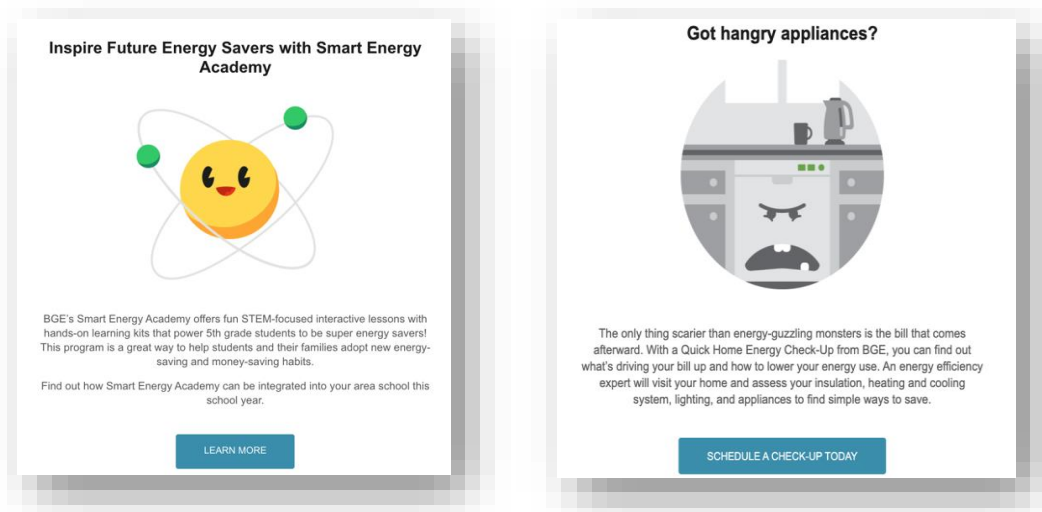 Inspire Future Energy Savers with Smart Energy
Academy
BGE's Smart Energy Academy offers fun STEM-focused interactive lessons with
hands-on learning kits that power 5th grade students to be super energy savers!
This program is a great way to help students and their families adopt new energy-
saving and money-saving habits.
Find out how Smart Energy Academy can be integrated into your area school this
school year.
LEARN MORE
Got hangry appliances?
The only thing scarier than energy-guzzling monsters is the bill that comes
afterward. With a Quick Home Energy Check-Up from BGE, you can find out
what's driving your bill up and how to lower your energy use. An energy efficiency
expert will visit your home and assess your insulation, heating and cooling
system, lighting, and appliances to find simple ways to save.
SCHEDULE A CHECK-UP TODAY